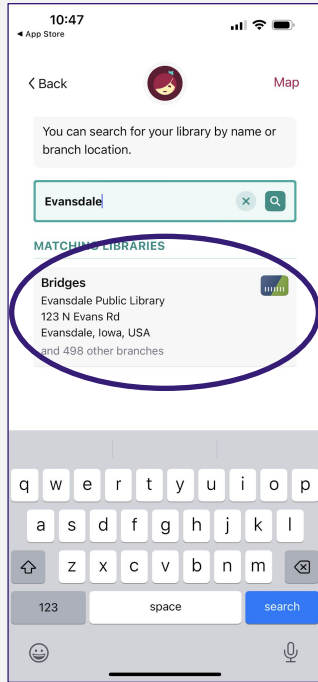 10:47
App Store
Back
Map
You can search for your library by name or
branch location.
Evansdale
MATCHING LIBRARIES
Bridges
Evansdale Public Library
123 N Evans Rd
Evansdale, Iowa, USA
and 498 other branches
q w e r t y u i o p
a s d f g h j k l
z x c v b n m
123 space search